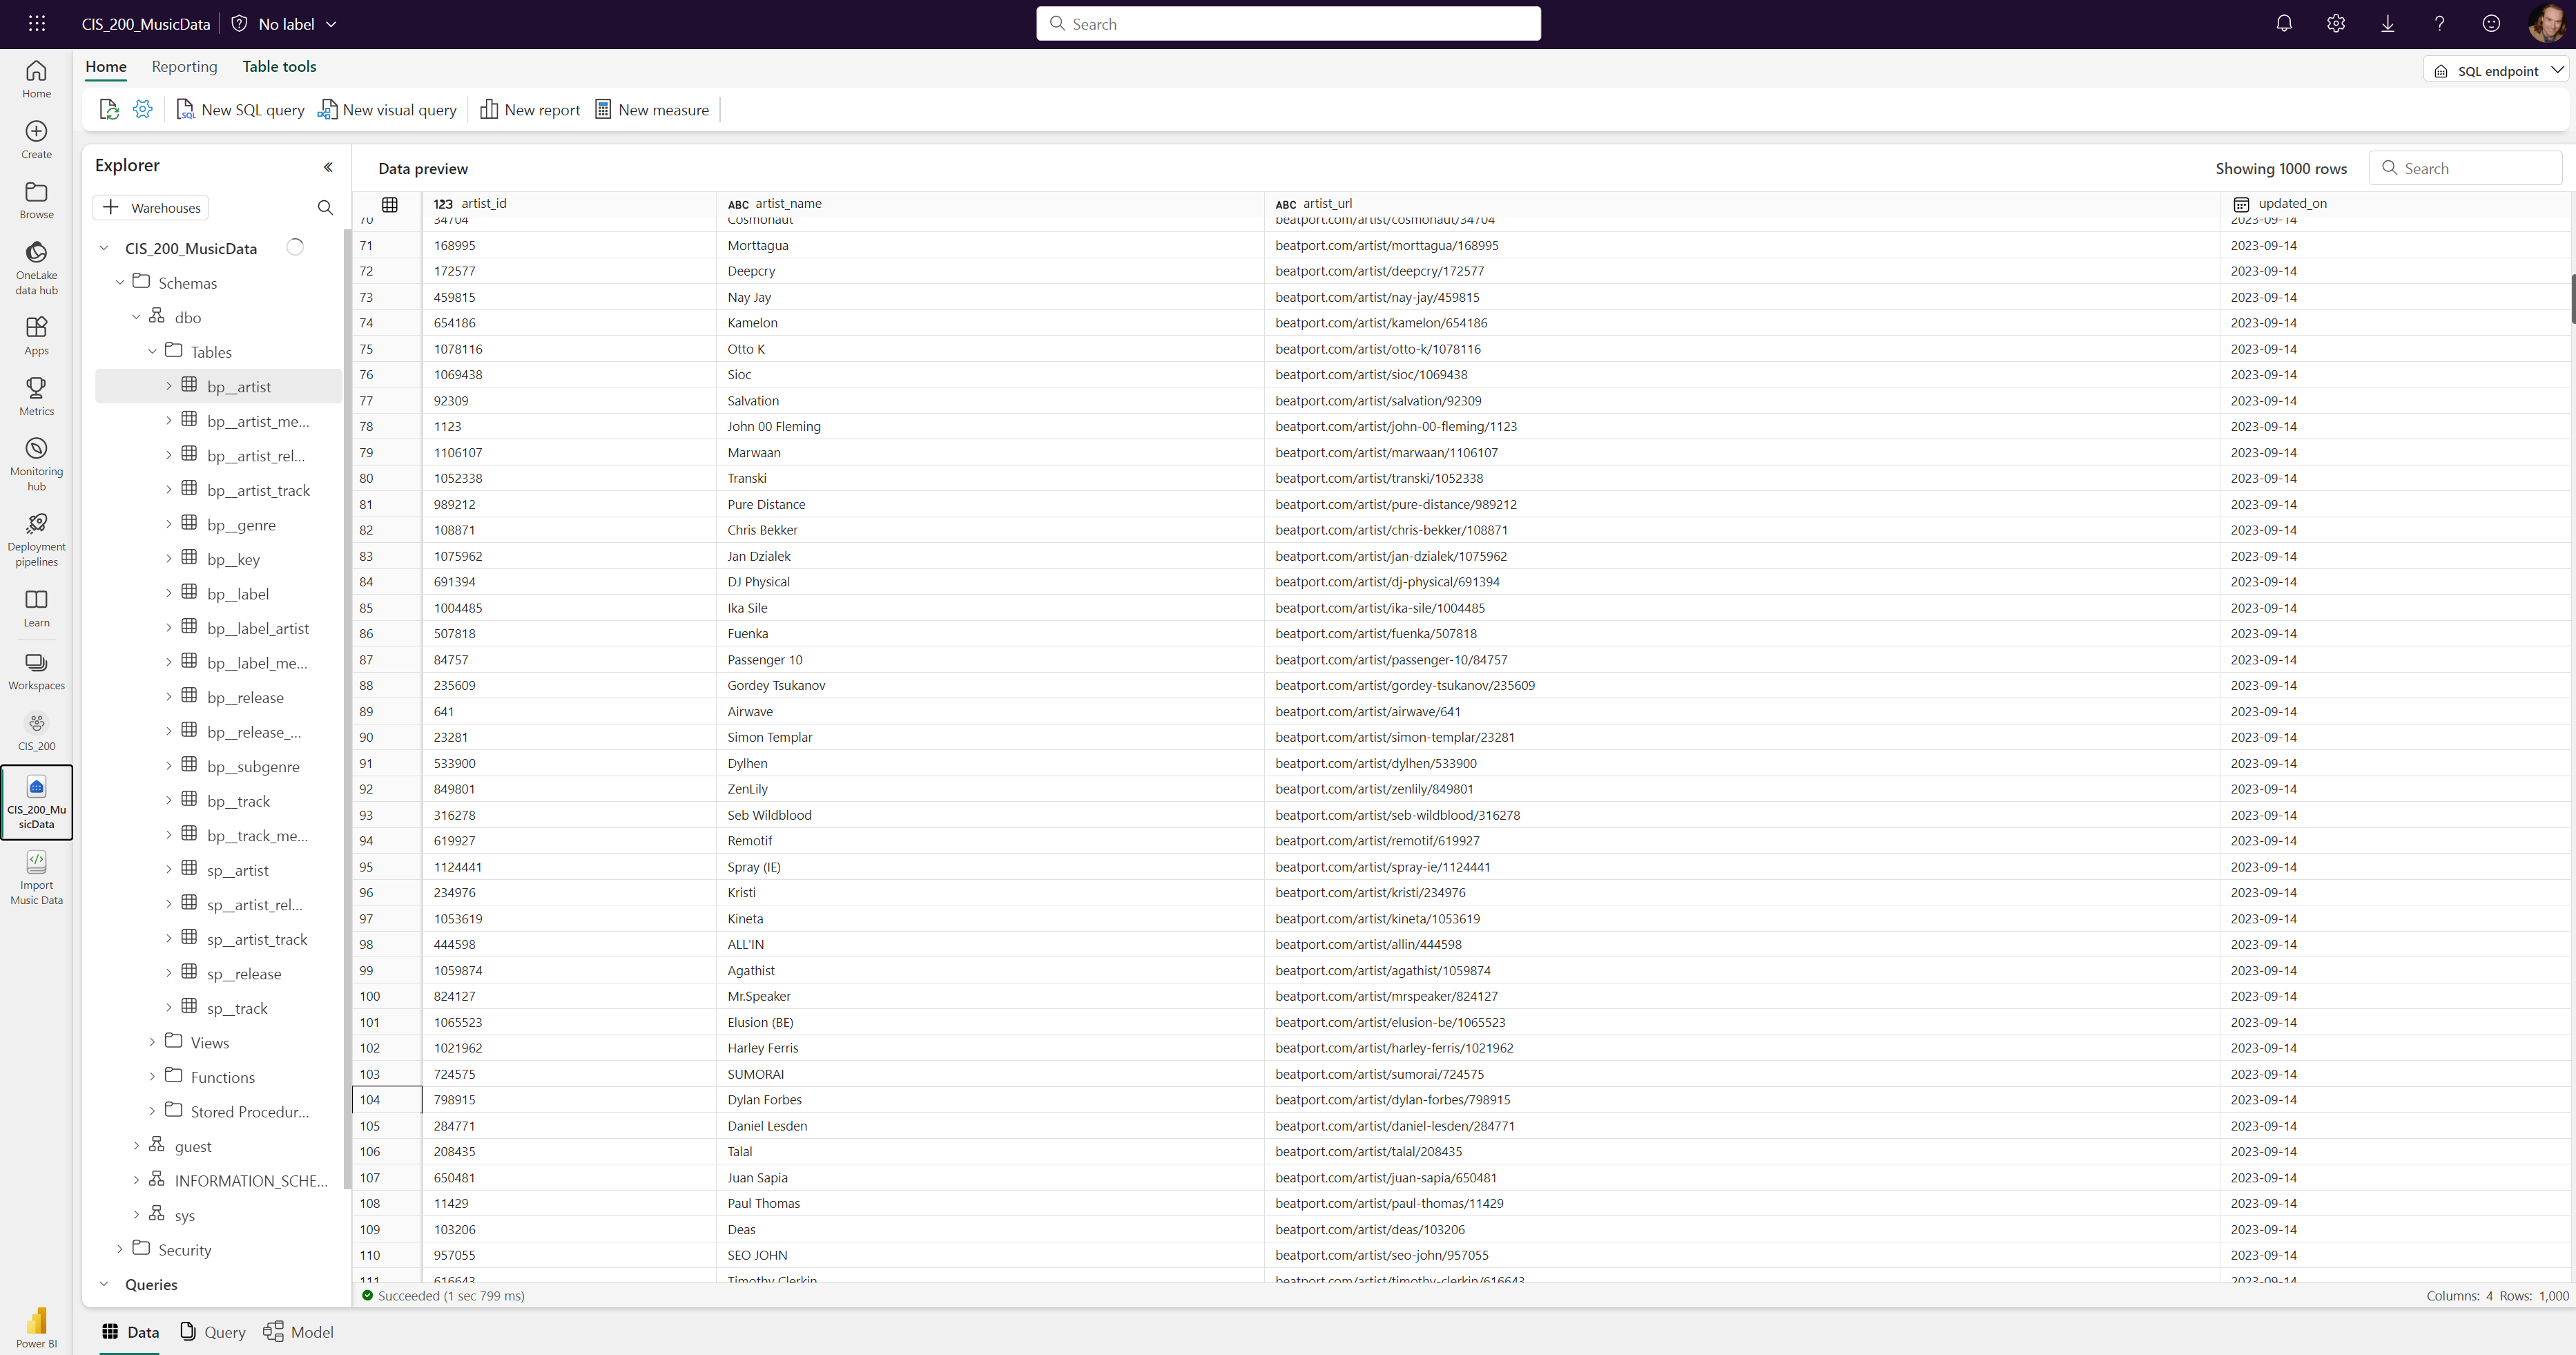 CIS_200_MusicData No label Search
Home Reporting Table tools SQL endpoint
New SQL query New visual query New report New measure
Home
Create
Browse
OneLake
data hub
Apps
Metrics
Monitoring
hub
Deployment
pipelines
Learn
Workspaces
CIS_200
CIS_200_Mu
sicData
Import
Music Data
Power BI
Explorer
Warehouses
CIS_200_MusicData
Schemas
dbo
Tables
bp__artist
bp__artist_me...
bp__artist_rel...
bp__artist_track
bp__genre
bp__key
bp__label
bp__label_artist
bp__label_me...
bp__release
bp__release_...
bp__subgenre
bp__track
bp__track_me...
sp__artist
sp__artist_rel...
sp__artist_track
sp__release
sp__track
Views
Functions
Stored Procedur...
guest
INFORMATION_SCHE...
sys
Security
Queries
Data preview Showing 1000 rows Search
123 artist_id ABC artist_name ABC artist_url updated_on
70 34704 Cosmonaut beatport.com/artist/cosmonaut/34704 2023-09-14
71 168995 Morttagua beatport.com/artist/morttagua/168995 2023-09-14
72 172577 Deepcry beatport.com/artist/deepcry/172577 2023-09-14
73 459815 Nay Jay beatport.com/artist/nay-jay/459815 2023-09-14
74 654186 Kamelon beatport.com/artist/kamelon/654186 2023-09-14
75 1078116 Otto K beatport.com/artist/otto-k/1078116 2023-09-14
76 1069438 Sioc beatport.com/artist/sioc/1069438 2023-09-14
77 92309 Salvation beatport.com/artist/salvation/92309 2023-09-14
78 1123 John 00 Fleming beatport.com/artist/john-00-fleming/1123 2023-09-14
79 1106107 Marwaan beatport.com/artist/marwaan/1106107 2023-09-14
80 1052338 Transki beatport.com/artist/transki/1052338 2023-09-14
81 989212 Pure Distance beatport.com/artist/pure-distance/989212 2023-09-14
82 108871 Chris Bekker beatport.com/artist/chris-bekker/108871 2023-09-14
83 1075962 Jan Dzialek beatport.com/artist/jan-dzialek/1075962 2023-09-14
84 691394 DJ Physical beatport.com/artist/dj-physical/691394 2023-09-14
85 1004485 Ika Sile beatport.com/artist/ika-sile/1004485 2023-09-14
86 507818 Fuenka beatport.com/artist/fuenka/507818 2023-09-14
87 84757 Passenger 10 beatport.com/artist/passenger-10/84757 2023-09-14
88 235609 Gordey Tsukanov beatport.com/artist/gordey-tsukanov/235609 2023-09-14
89 641 Airwave beatport.com/artist/airwave/641 2023-09-14
90 23281 Simon Templar beatport.com/artist/simon-templar/23281 2023-09-14
91 533900 Dylhen beatport.com/artist/dylhen/533900 2023-09-14
92 849801 ZenLily beatport.com/artist/zenlily/849801 2023-09-14
93 316278 Seb Wildblood beatport.com/artist/seb-wildblood/316278 2023-09-14
94 619927 Remotif beatport.com/artist/remotif/619927 2023-09-14
95 1124441 Spray (IE) beatport.com/artist/spray-ie/1124441 2023-09-14
96 234976 Kristi beatport.com/artist/kristi/234976 2023-09-14
97 1053619 Kineta beatport.com/artist/kineta/1053619 2023-09-14
98 444598 ALL'IN beatport.com/artist/allin/444598 2023-09-14
99 1059874 Agathist beatport.com/artist/agathist/1059874 2023-09-14
100 824127 Mr.Speaker beatport.com/artist/mrspeaker/824127 2023-09-14
101 1065523 Elusion (BE) beatport.com/artist/elusion-be/1065523 2023-09-14
102 1021962 Harley Ferris beatport.com/artist/harley-ferris/1021962 2023-09-14
103 724575 SUMORAI beatport.com/artist/sumorai/724575 2023-09-14
104 798915 Dylan Forbes beatport.com/artist/dylan-forbes/798915 2023-09-14
105 284771 Daniel Lesden beatport.com/artist/daniel-lesden/284771 2023-09-14
106 208435 Talal beatport.com/artist/talal/208435 2023-09-14
107 650481 Juan Sapia beatport.com/artist/juan-sapia/650481 2023-09-14
108 11429 Paul Thomas beatport.com/artist/paul-thomas/11429 2023-09-14
109 103206 Deas beatport.com/artist/deas/103206 2023-09-14
110 957055 SEO JOHN beatport.com/artist/seo-john/957055 2023-09-14
111 616643 Timothy Clerkin beatport.com/artist/timothy-clerkin/616643 2023-09-14
Succeeded (1 sec 799 ms) Columns: 4 Rows: 1,000
Data Query Model